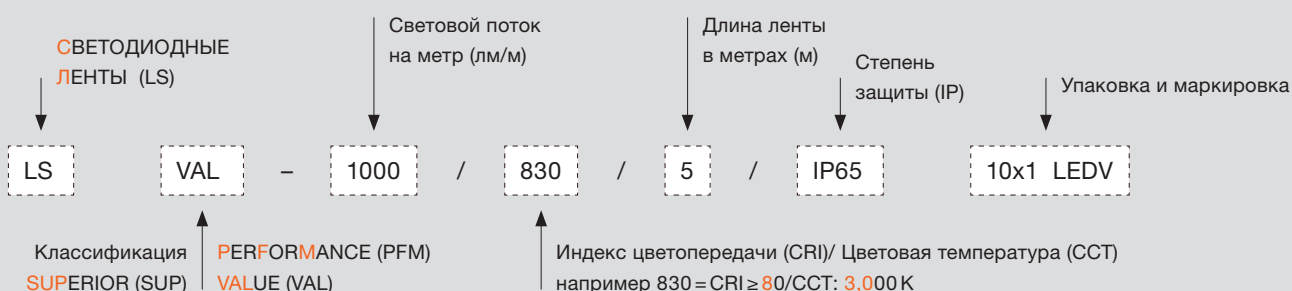 СВЕТОДИОДНЫЕ
ЛЕНТЫ (LS)
Световой поток
на метр (лм/м)
Длина ленты
в метрах (м)
Степень
защиты (IP)
Упаковка и маркировка
LS VAL – 1000 / 830 / 5 / IP65 10x1 LEDV
Классификация
SUPERIOR (SUP)
PERFORMANCE (PFM)
VALUE (VAL)
Индекс цветопередачи (CRI)/ Цветовая температура (CCT)
например 830 = CRI ≥ 80/CCT: 3,000 K